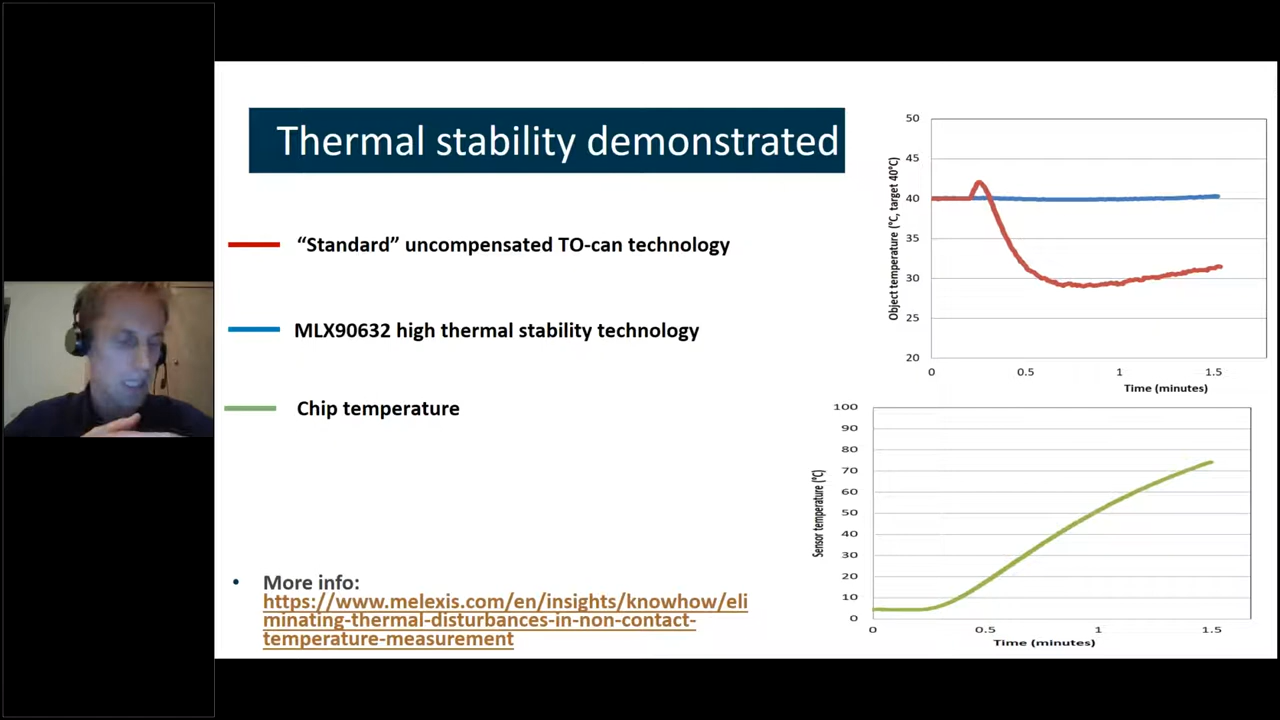 Thermal stability demonstrated
“Standard” uncompensated TO-can technology
MLX90632 high thermal stability technology
Chip temperature
• More info:
https://www.melexis.com/en/insights/knowhow/eli
minating-thermal-disturbances-in-non-contact-
temperature-measurement
Object temperature (°C, target 40°C)
50
45
40
35
30
25
20
0 0.5 1 1.5
Time (minutes)
Sensor temperature (°C)
100
90
80
70
60
50
40
30
20
10
0
0 0.5 1 1.5
Time (minutes)